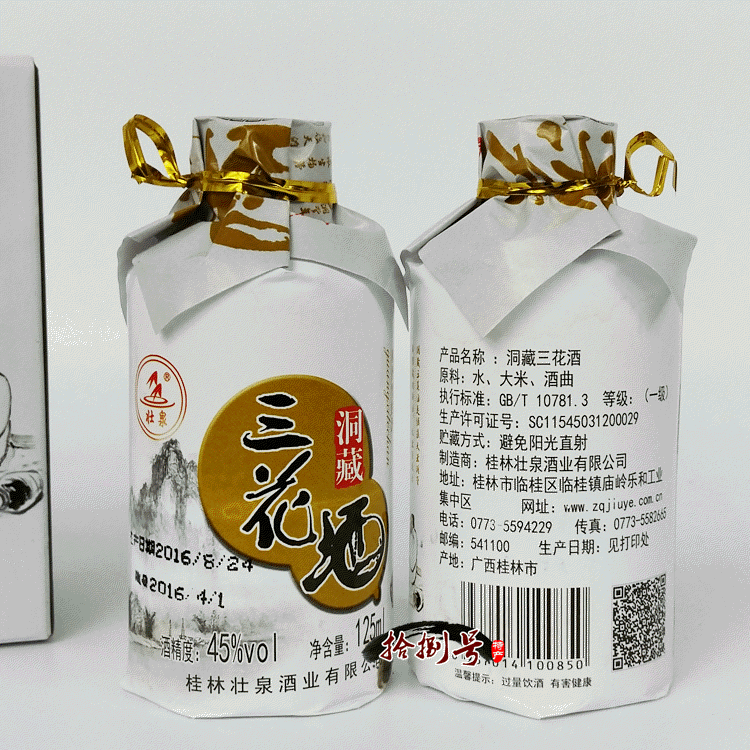 壮泉
®
洞藏
三花酒
生产日期2016/8/24
2016/4/1
酒精度：45%vol 净含量：125ml
桂林壮泉酒业有限公司
产品名称：洞藏三花酒
原料：水、大米、酒曲
执行标准：GB/T 10781.3 等级：（一级）
生产许可证号：SC11545031200029
贮藏方式：避免阳光直射
制造商：桂林壮泉酒业有限公司
地址：桂林市临桂区临桂镇庙岭乐和工业
集中区 网址：www.zqjiuye.com.cn
电话：0773-5594229 传真：0773-5582665
邮编：541100 生产日期：见打印处
产地：广西桂林市
拾捌号
特产
温馨提示：过量饮酒 有害健康